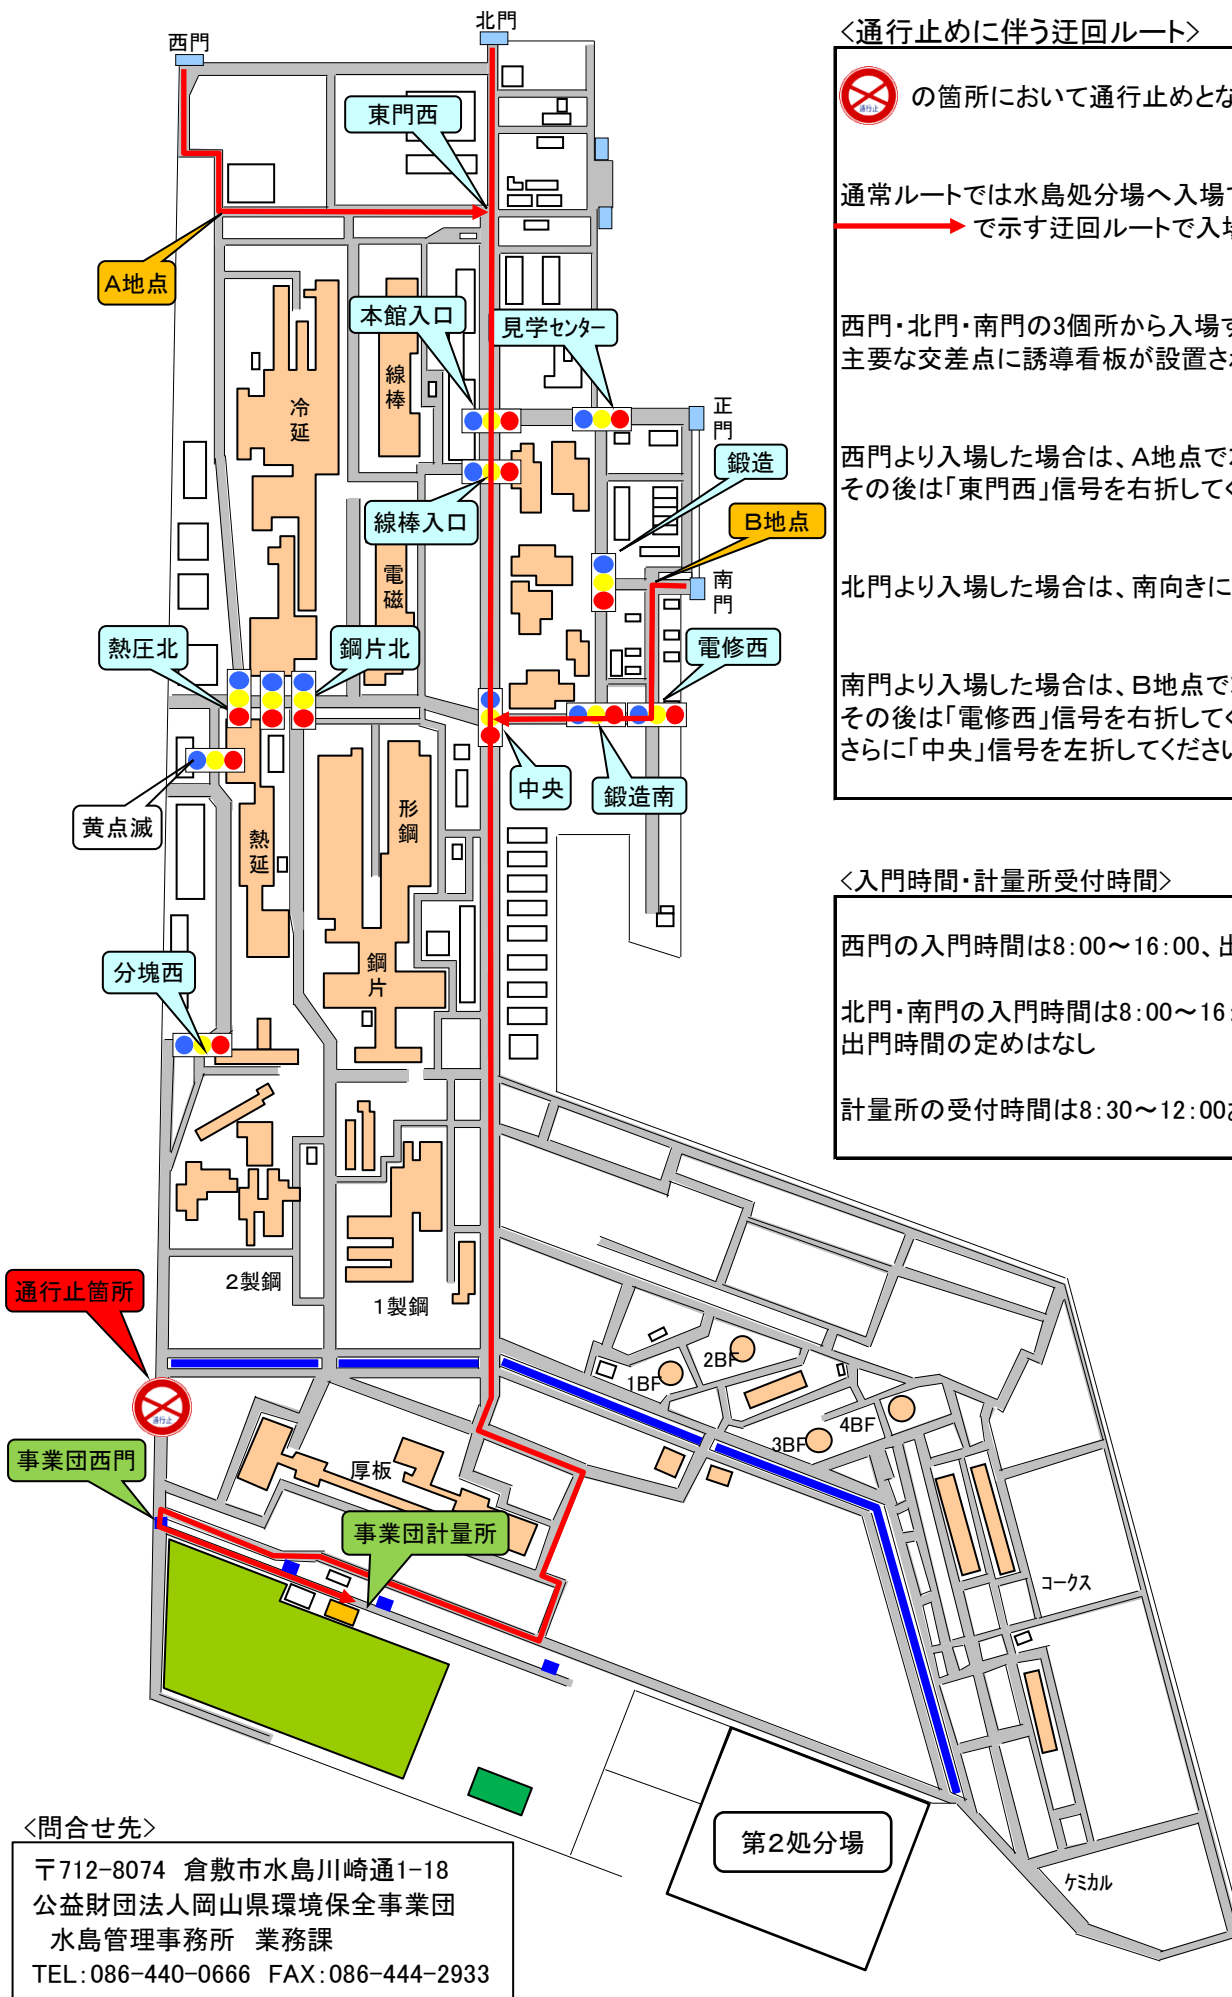 北門
西門
東門西
A地点
本館入口
見学センター
線棒
冷延
正門
鍛造
線棒入口
B地点
電磁
南門
熱圧北
鋼片北
電修西
中央
鍛造南
黄点滅
形鋼
熱延
鋼片
分塊西
2製鋼
1製鋼
通行止箇所
通行止
2BF
1BF
4BF
3BF
事業団西門
厚板
事業団計量所
コークス
第2処分場
ケミカル
<通行止めに伴う迂回ルート>
通行止
の箇所において通行止めとな
通常ルートでは水島処分場へ入場
で示す迂回ルートで入
西門・北門・南門の3個所から入場
主要な交差点に誘導看板が設置さ
西門より入場した場合は、A地点で
その後は「東門西」信号を右折して
北門より入場した場合は、南向きに
南門より入場した場合は、B地点で
その後は「電修西」信号を右折して
さらに「中央」信号を左折してください
<入門時間・計量所受付時間>
西門の入門時間は8:00～16:00、出
北門・南門の入門時間は8:00～16:
出門時間の定めはなし
計量所の受付時間は8:30～12:00
<問合せ先>
〒712-8074 倉敷市水島川崎通1-18
公益財団法人岡山県環境保全事業団
水島管理事務所 業務課
TEL:086-440-0666 FAX:086-444-2933